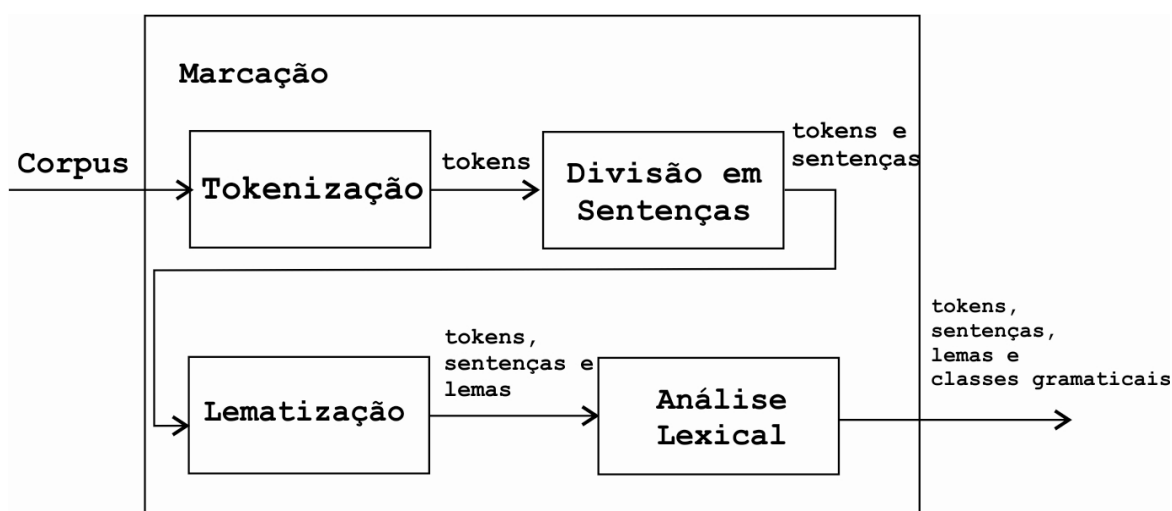 Marcação
Corpus
Tokenização
tokens
Divisão em
Sentenças
tokens e
sentenças
Lematização
tokens,
sentenças e
lemas
Análise
Lexical
tokens,
sentenças,
lemas e
classes gramaticais